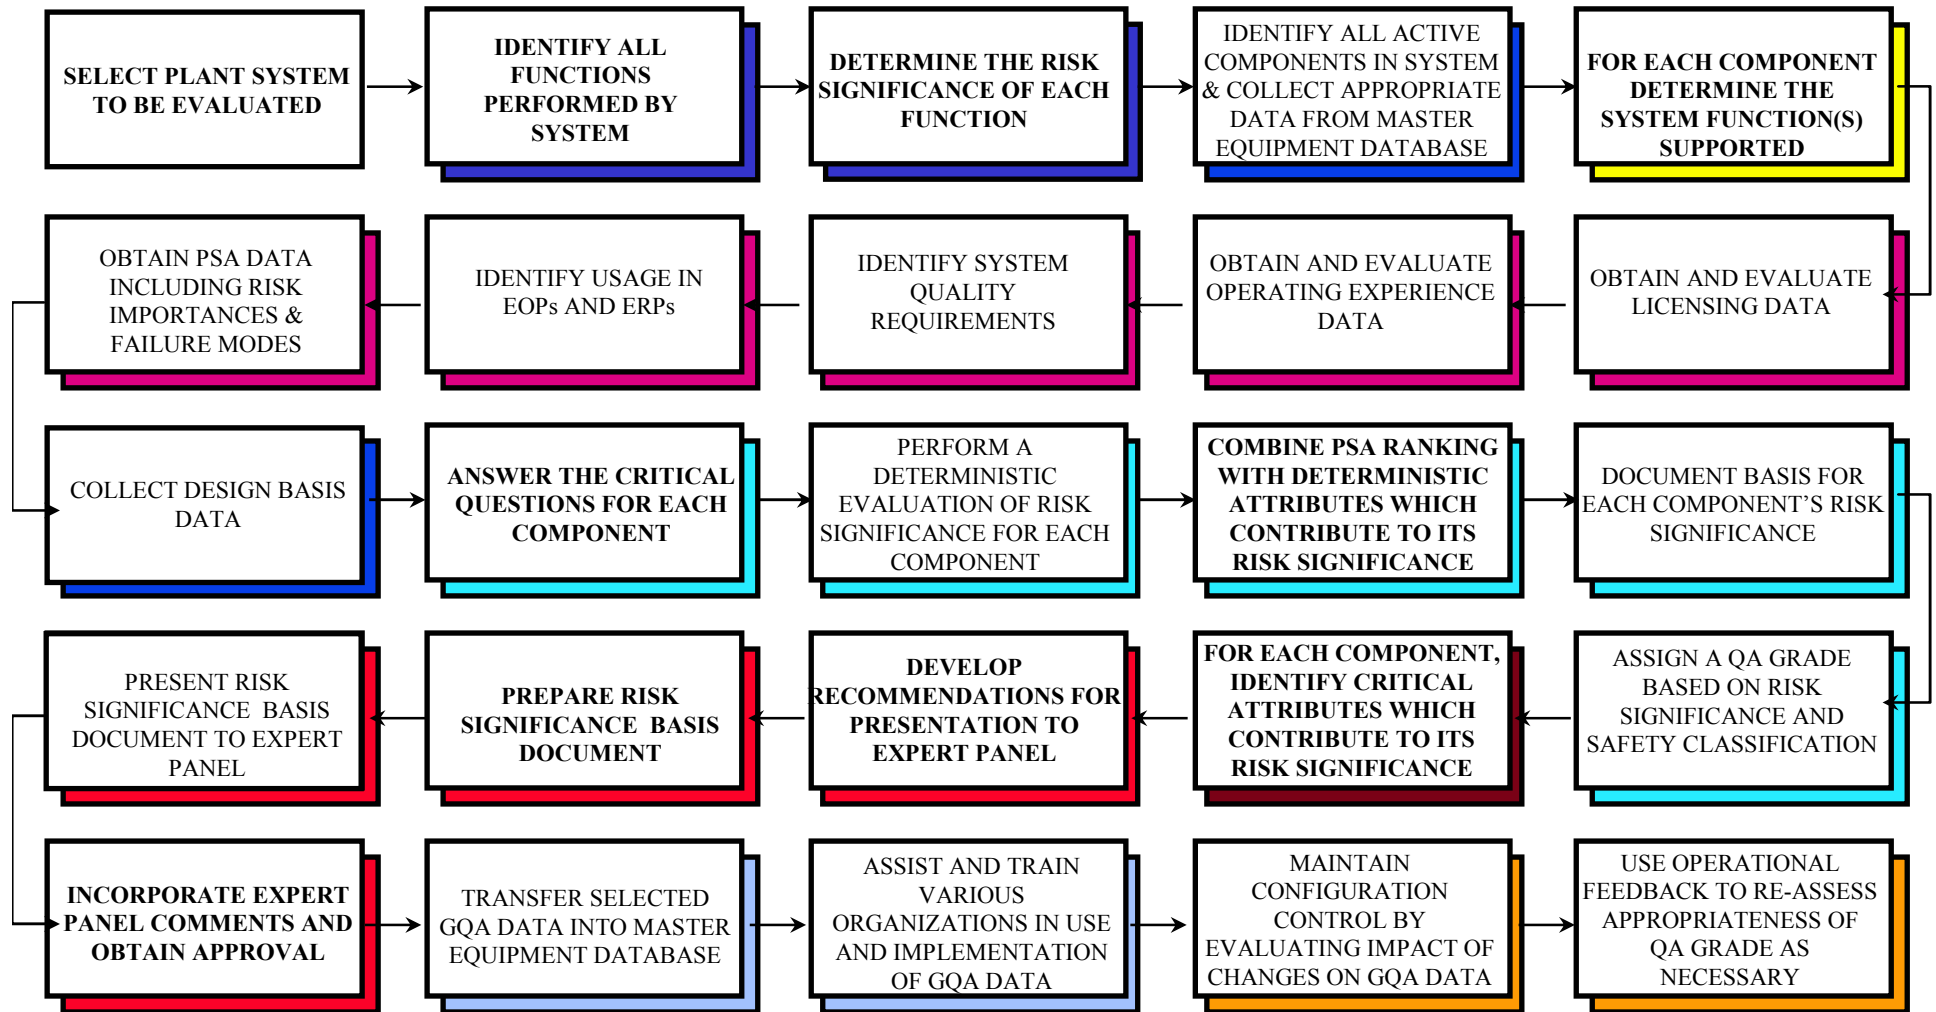 SELECT PLANT SYSTEM
TO BE EVALUATED
IDENTIFY ALL
FUNCTIONS
PERFORMED BY
SYSTEM
DETERMINE THE RISK
SIGNIFICANCE OF EACH
FUNCTION
IDENTIFY ALL ACTIVE
COMPONENTS IN SYSTEM
& COLLECT APPROPRIATE
DATA FROM MASTER
EQUIPMENT DATABASE
FOR EACH COMPONENT
DETERMINE THE
SYSTEM FUNCTION(S)
SUPPORTED
OBTAIN AND EVALUATE
LICENSING DATA
OBTAIN AND EVALUATE
OPERATING EXPERIENCE
DATA
IDENTIFY SYSTEM
QUALITY
REQUIREMENTS
IDENTIFY USAGE IN
EOPs AND ERPs
OBTAIN PSA DATA
INCLUDING RISK
IMPORTANCES &
FAILURE MODES
COLLECT DESIGN BASIS
DATA
ANSWER THE CRITICAL
QUESTIONS FOR EACH
COMPONENT
PERFORM A
DETERMINISTIC
EVALUATION OF RISK
SIGNIFICANCE FOR EACH
COMPONENT
COMBINE PSA RANKING
WITH DETERMINISTIC
ATTRIBUTES WHICH
CONTRIBUTE TO ITS
RISK SIGNIFICANCE
DOCUMENT BASIS FOR
EACH COMPONENT’S RISK
SIGNIFICANCE
ASSIGN A QA GRADE
BASED ON RISK
SIGNIFICANCE AND
SAFETY CLASSIFICATION
FOR EACH COMPONENT,
IDENTIFY CRITICAL
ATTRIBUTES WHICH
CONTRIBUTE TO ITS
RISK SIGNIFICANCE
DEVELOP
RECOMMENDATIONS FOR
PRESENTATION TO
EXPERT PANEL
PREPARE RISK
SIGNIFICANCE BASIS
DOCUMENT
PRESENT RISK
SIGNIFICANCE BASIS
DOCUMENT TO EXPERT
PANEL
INCORPORATE EXPERT
PANEL COMMENTS AND
OBTAIN APPROVAL
TRANSFER SELECTED
GQA DATA INTO MASTER
EQUIPMENT DATABASE
ASSIST AND TRAIN
VARIOUS
ORGANIZATIONS IN USE
AND IMPLEMENTATION
OF GQA DATA
MAINTAIN
CONFIGURATION
CONTROL BY
EVALUATING IMPACT OF
CHANGES ON GQA DATA
USE OPERATIONAL
FEEDBACK TO RE-ASSESS
APPROPRIATENESS OF
QA GRADE AS
NECESSARY